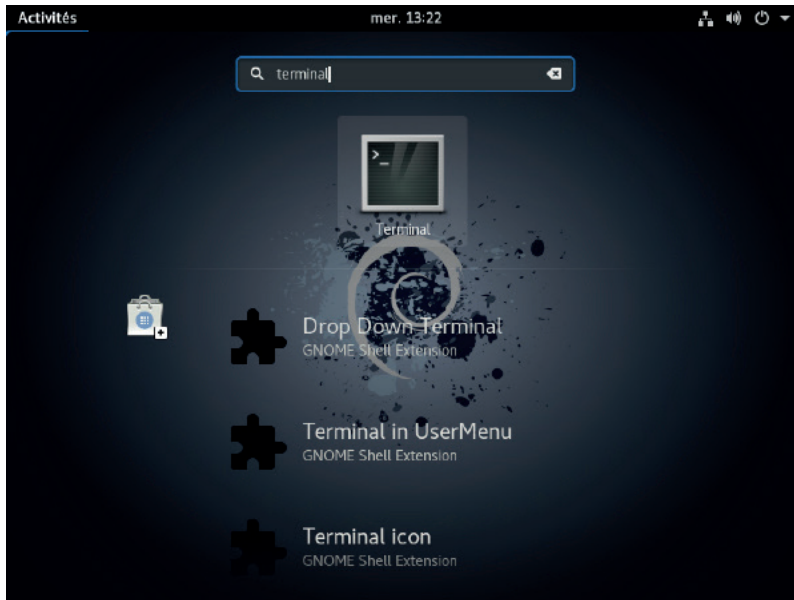 Activités
mer. 13:22
terminal
>_
Terminal
Drop Down Terminal
GNOME Shell Extension
Terminal in UserMenu
GNOME Shell Extension
Terminal icon
GNOME Shell Extension